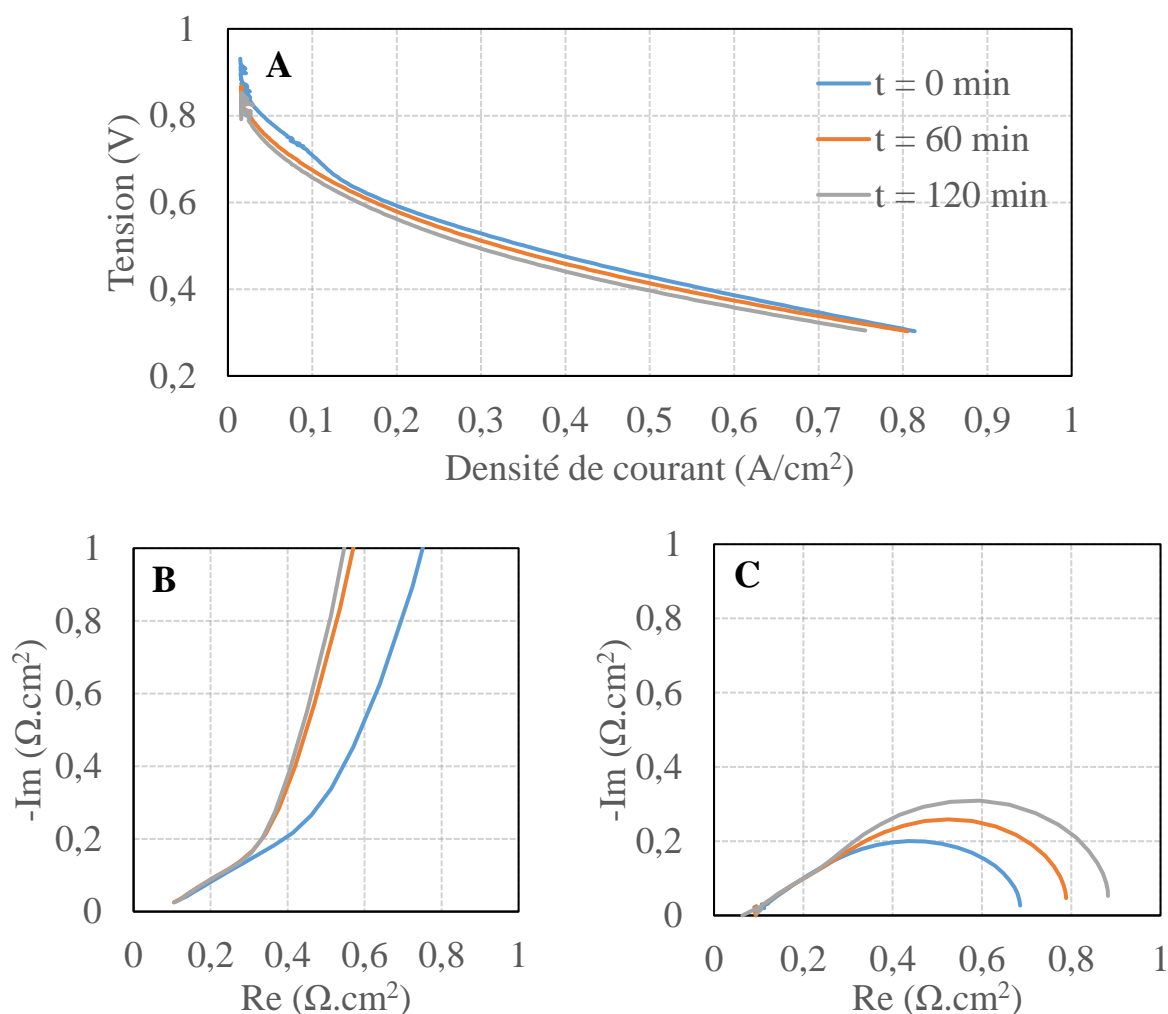 1
0,8
0,6
0,4
0,2
Tension (V)
A
t = 0 min
t = 60 min
t = 120 min
0 0,1 0,2 0,3 0,4 0,5 0,6 0,7 0,8 0,9 1
Densité de courant (A/cm²)
1
0,8
0,6
0,4
0,2
0
-Im (Ω.cm²)
B
0 0,2 0,4 0,6 0,8 1
Re (Ω.cm²)
1
0,8
0,6
0,4
0,2
0
-Im (Ω.cm²)
C
0 0,2 0,4 0,6 0,8 1
Re (Ω.cm²)